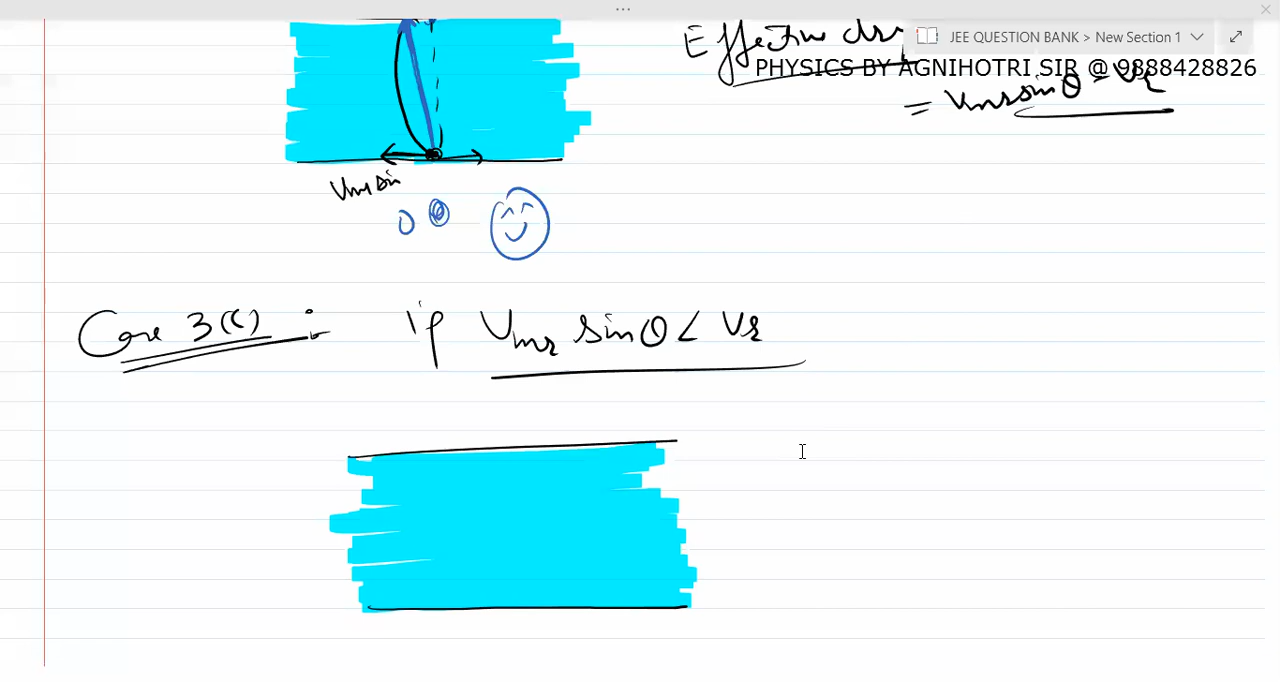 JEE QUESTION BANK > New Section 1
Effective
PHYSICS BY AGNIHOTRI SIR @ 9888428826
= Vmr sinθ - Vr
Vmr sin
Case 3(c) :- if Vmr sinθ < Vr